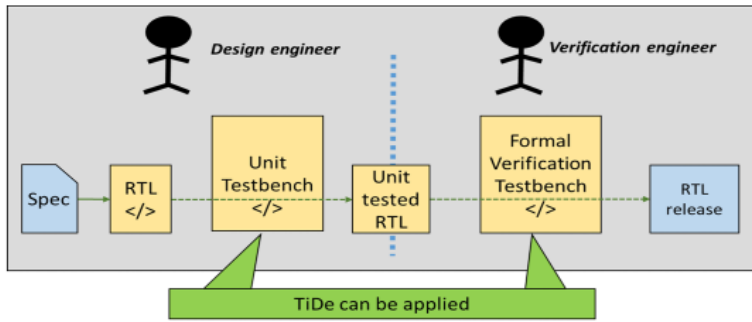 Design engineer
Verification engineer
Spec
RTL
</>
Unit
Testbench
</>
Unit
tested
RTL
Formal
Verification
Testbench
</>
RTL
release
TiDe can be applied